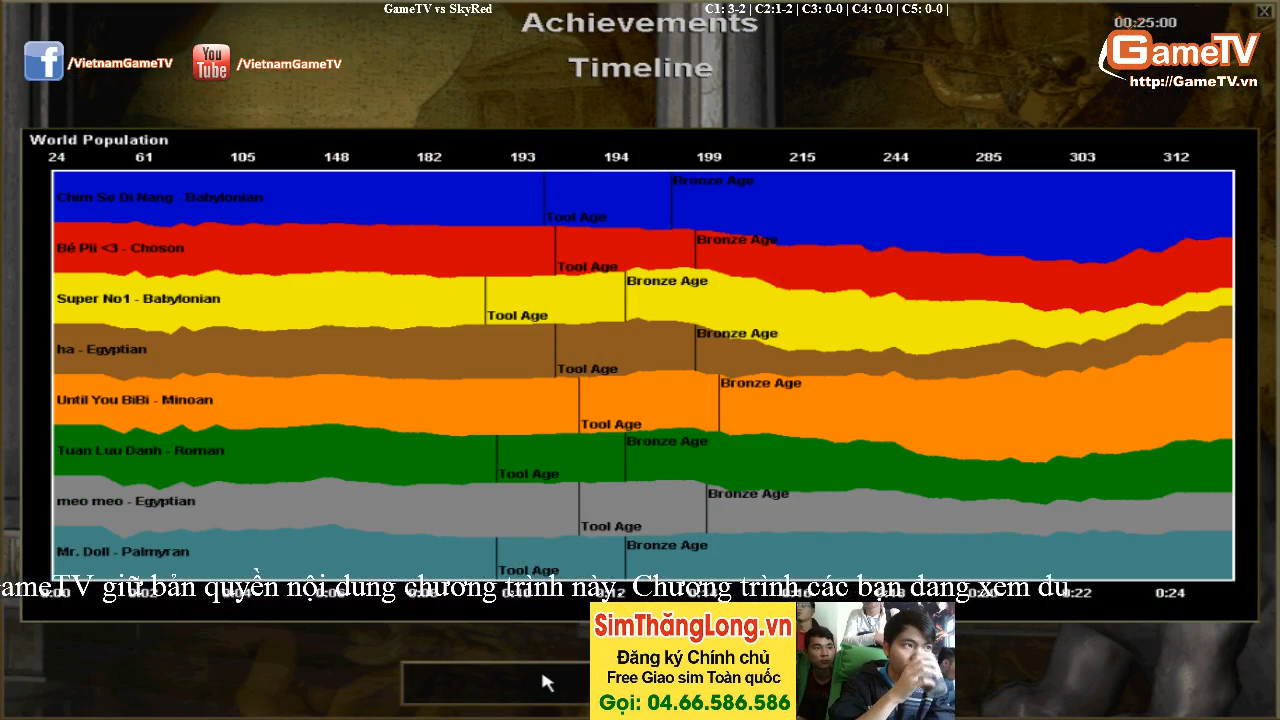 GameTV vs SkyRed
C1: 3-2 | C2:1-2 | C3: 0-0 | C4: 0-0 | C5: 0-0 |
Achievements
00:25:00
Timeline
f /VietnamGameTV
You Tube /VietnamGameTV
GameTV
http://GameTV.vn
World Population
24 61 105 148 182 193 194 199 215 244 285 303 312
Chim Se Di Nang - Babylonian
Tool Age
Bronze Age
Bé Pii <3 - Choson
Tool Age
Bronze Age
Super No1 - Babylonian
Tool Age
Bronze Age
ha - Egyptian
Tool Age
Bronze Age
Until You BiBi - Minoan
Tool Age
Bronze Age
Tuan Luu Danh - Roman
Tool Age
Bronze Age
meo meo - Egyptian
Tool Age
Bronze Age
Mr. Doll - Palmyran
Tool Age
Bronze Age
ameTV giữ bản quyền nội dung chương trình này. Chương trình các bạn đang xem đư
0:22 0:24
SimThăngLong.vn
Đăng ký Chính chủ
Free Giao sim Toàn quốc
Gọi: 04.66.586.586